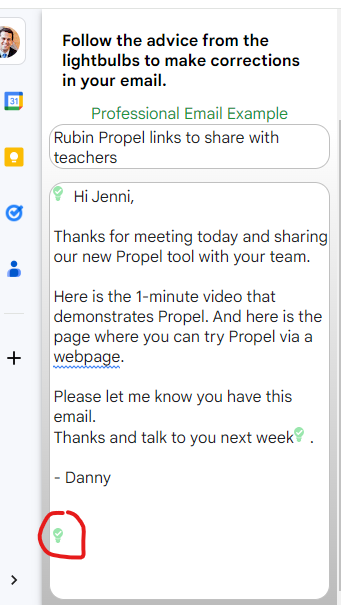 Follow the advice from the
lightbulbs to make corrections
in your email.
Professional Email Example
Rubin Propel links to share with
teachers
Hi Jenni,
Thanks for meeting today and sharing
our new Propel tool with your team.
Here is the 1-minute video that
demonstrates Propel. And here is the
page where you can try Propel via a
webpage.
Please let me know you have this
email.
Thanks and talk to you next week .
- Danny
31